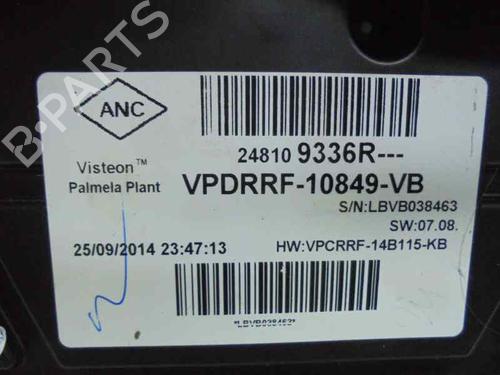 ANC
24810 9336R---
Visteon™
Palmela Plant
VPDRRF-10849-VB
S/N:LBVB038463
SW:07.08.
25/09/2014 23:47:13
HW:VPCRRF-14B115-KB
*LBVB038463*
B-PARTS